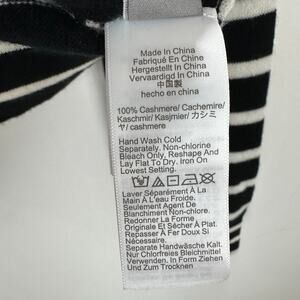 Made In China
Fabriqué En Chine
Hergestellt In China
Vervaardigd In China
中国製
hecho en china
100% Cashmere/ Cachemire/
Kaschmir/ Kasjmier/ カシミ
ヤ/ cashmere
Hand Wash Cold
Separately. Non-chlorine
Bleach Only, Reshape And
Lay Flat To Dry. Iron On
Lowest Setting.
Laver Séparément À La
Main À L'eau Froide.
Seulement Agent De
Blanchiment Non-chlore.
Originale Et Sécher À Plat.
Repasser À Fer Doux Si
Nécessaire.
Separate Handwäsche Kalt.
Nur Chlorfreies Bleichmittel
Verwenden. In Form Ziehen
Und Zum Trocknen